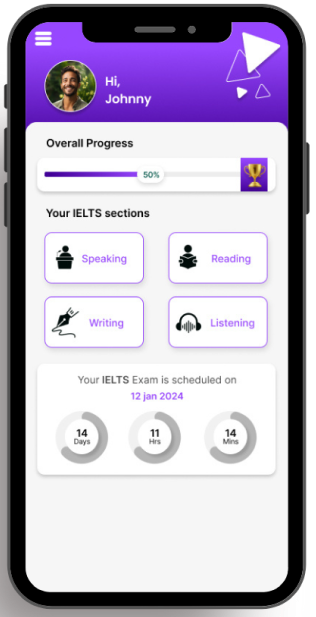 Hi,
Johnny
Overall Progress
50%
Your IELTS sections
Speaking
Reading
Writing
Listening
Your IELTS Exam is scheduled on
12 jan 2024
14
Days
11
Hrs
14
Mins